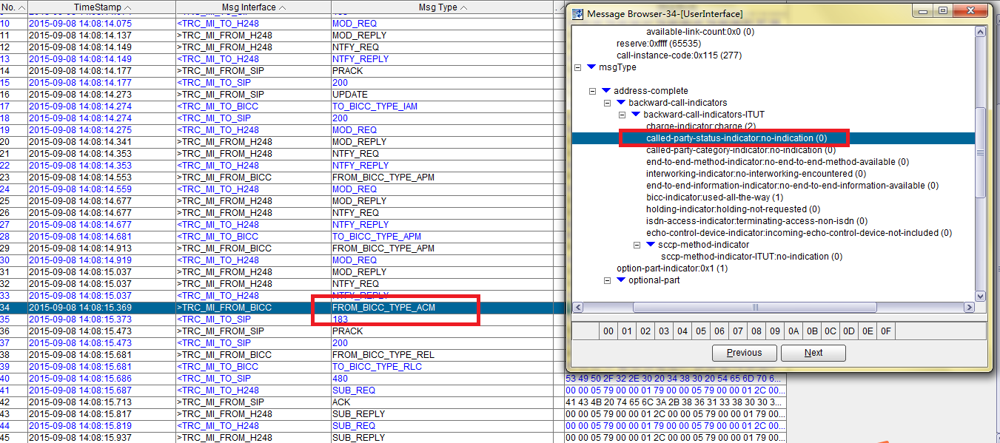 No. TimeStamp Msg Interface Msg Type
10 2015-09-08 14:08:14.075 <TRC_MI_TO_H248 MOD_REQ
11 2015-09-08 14:08:14.137 >TRC_MI_FROM_H248 MOD_REPLY
12 2015-09-08 14:08:14.149 >TRC_MI_FROM_H248 NTFY_REQ
13 2015-09-08 14:08:14.149 <TRC_MI_TO_H248 NTFY_REPLY
14 2015-09-08 14:08:14.177 >TRC_MI_FROM_SIP PRACK
15 2015-09-08 14:08:14.177 <TRC_MI_TO_SIP 200
16 2015-09-08 14:08:14.273 >TRC_MI_FROM_SIP UPDATE
17 2015-09-08 14:08:14.274 <TRC_MI_TO_BICC TO_BICC_TYPE_IAM
18 2015-09-08 14:08:14.274 <TRC_MI_TO_SIP 200
19 2015-09-08 14:08:14.275 <TRC_MI_TO_H248 MOD_REQ
20 2015-09-08 14:08:14.341 >TRC_MI_FROM_H248 MOD_REPLY
21 2015-09-08 14:08:14.353 >TRC_MI_FROM_H248 NTFY_REQ
22 2015-09-08 14:08:14.353 <TRC_MI_TO_H248 NTFY_REPLY
23 2015-09-08 14:08:14.553 >TRC_MI_FROM_BICC FROM_BICC_TYPE_APM
24 2015-09-08 14:08:14.559 <TRC_MI_TO_H248 MOD_REQ
25 2015-09-08 14:08:14.677 >TRC_MI_FROM_H248 MOD_REPLY
26 2015-09-08 14:08:14.677 >TRC_MI_FROM_H248 NTFY_REQ
27 2015-09-08 14:08:14.677 <TRC_MI_TO_H248 NTFY_REPLY
28 2015-09-08 14:08:14.681 <TRC_MI_TO_BICC TO_BICC_TYPE_APM
29 2015-09-08 14:08:14.913 >TRC_MI_FROM_BICC FROM_BICC_TYPE_APM
30 2015-09-08 14:08:14.919 <TRC_MI_TO_H248 MOD_REQ
31 2015-09-08 14:08:15.037 >TRC_MI_FROM_H248 MOD_REPLY
32 2015-09-08 14:08:15.037 >TRC_MI_FROM_H248 NTFY_REQ
33 2015-09-08 14:08:15.037 <TRC_MI_TO_H248 NTFY_REPLY
34 2015-09-08 14:08:15.369 >TRC_MI_FROM_BICC FROM_BICC_TYPE_ACM
35 2015-09-08 14:08:15.373 <TRC_MI_TO_SIP 183
36 2015-09-08 14:08:15.473 >TRC_MI_FROM_SIP PRACK
37 2015-09-08 14:08:15.473 <TRC_MI_TO_SIP 200
38 2015-09-08 14:08:15.681 >TRC_MI_FROM_BICC FROM_BICC_TYPE_REL
39 2015-09-08 14:08:15.681 <TRC_MI_TO_BICC TO_BICC_TYPE_RLC
40 2015-09-08 14:08:15.686 <TRC_MI_TO_SIP 480 53 49 50 2F 32 2E 30 20 34 38 30 20 54 65 6D 70 6...
41 2015-09-08 14:08:15.687 <TRC_MI_TO_H248 SUB_REQ 00 00 05 79 00 00 01 79 00 00 05 79 00 00 01 2C 00...
42 2015-09-08 14:08:15.713 >TRC_MI_FROM_SIP ACK 41 43 4B 20 74 65 6C 3A 2B 38 36 31 33 38 30 30 3...
43 2015-09-08 14:08:15.817 >TRC_MI_FROM_H248 SUB_REPLY 00 00 05 79 00 00 01 2C 00 00 05 79 00 00 01 79 00...
44 2015-09-08 14:08:15.819 <TRC_MI_TO_H248 SUB_REQ 00 00 05 79 00 00 01 79 00 00 05 79 00 00 01 2C 00...
45 2015-09-08 14:08:15.937 >TRC_MI_FROM_H248 SUB_REPLY 00 00 05 79 00 00 01 2C 00 00 05 79 00 00 01 79 00...
Message Browser-34-[UserInterface]
available-link-count:0x0 (0)
reserve:0xffff (65535)
call-instance-code:0x115 (277)
msgType
address-complete
backward-call-indicators
backward-call-indicators-ITUT
charge-indicator:charge (2)
called-party-status-indicator:no-indication (0)
called-party-category-indicator:no-indication (0)
end-to-end-method-indicator:no-end-to-end-method-available (0)
interworking-indicator:no-interworking-encountered (0)
end-to-end-information-indicator:no-end-to-end-information-available (0)
bicc-indicator:used-all-the-way (1)
holding-indicator:holding-not-requested (0)
isdn-access-indicator:terminating-access-non-isdn (0)
echo-control-device-indicator:incoming-echo-control-device-not-included (0)
sccp-method-indicator
sccp-method-indicator-ITUT:no-indication (0)
option-part-indicator:0x1 (1)
optional-part
00 01 02 03 04 05 06 07 08 09 0A 0B 0C 0D 0E 0F
Previous Next